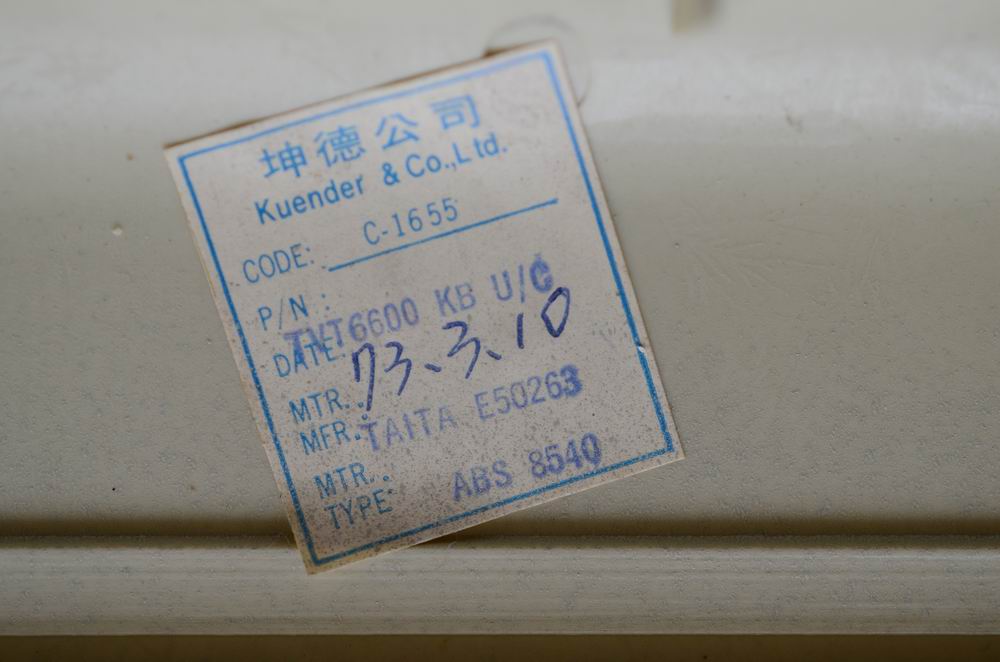 坤德公司
Kuender & Co.,Ltd.
CODE: C-1655
P/N : TVT6600 KB U/C
DATE: 73、3、10
MTR.
MFR.: TAITA E50263
MTR.
TYPE: ABS 8540